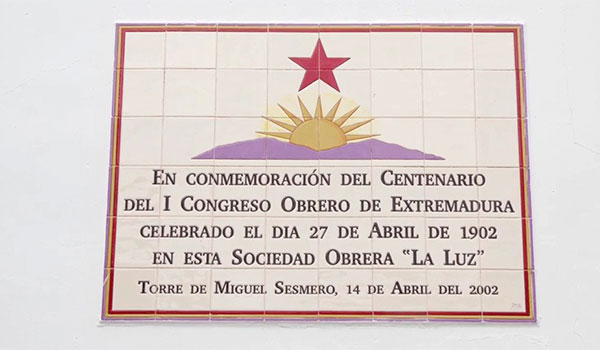 En conmemoración del Centenario
del I Congreso Obrero de Extremadura
celebrado el dia 27 de Abril de 1902
en esta Sociedad Obrera "La Luz"
Torre de Miguel Sesmero, 14 de Abril del 2002